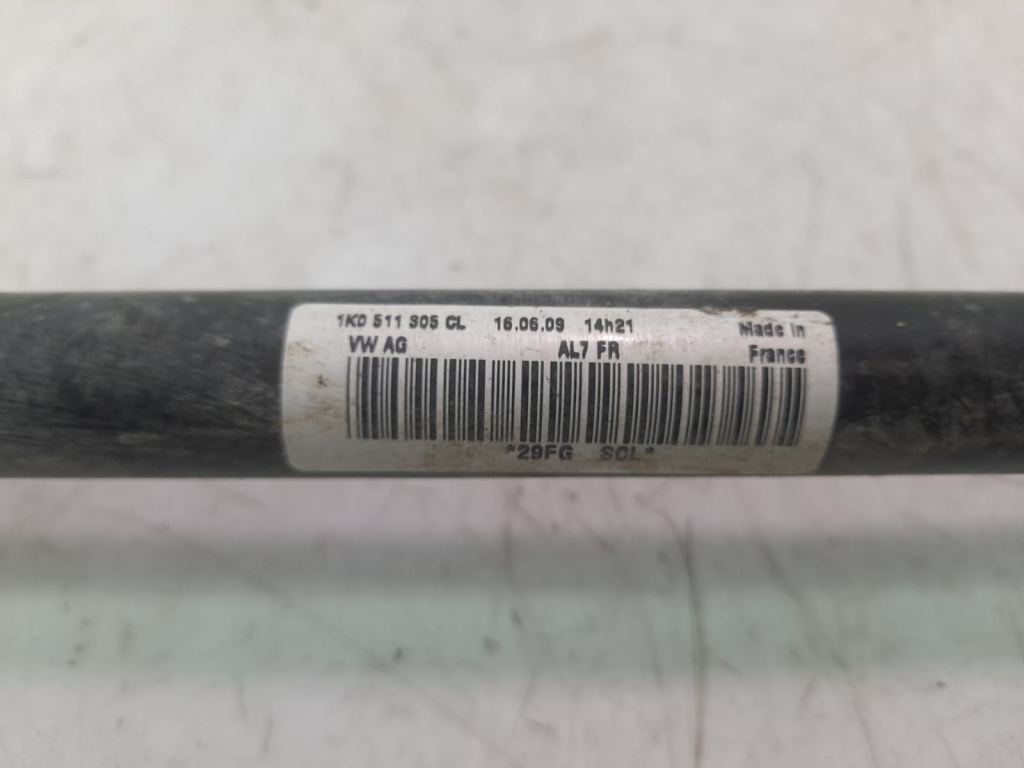 1K0 511 305 CL 16.06.09 14h21 Made in
VW AG AL7 FR France
*29FG SCL*